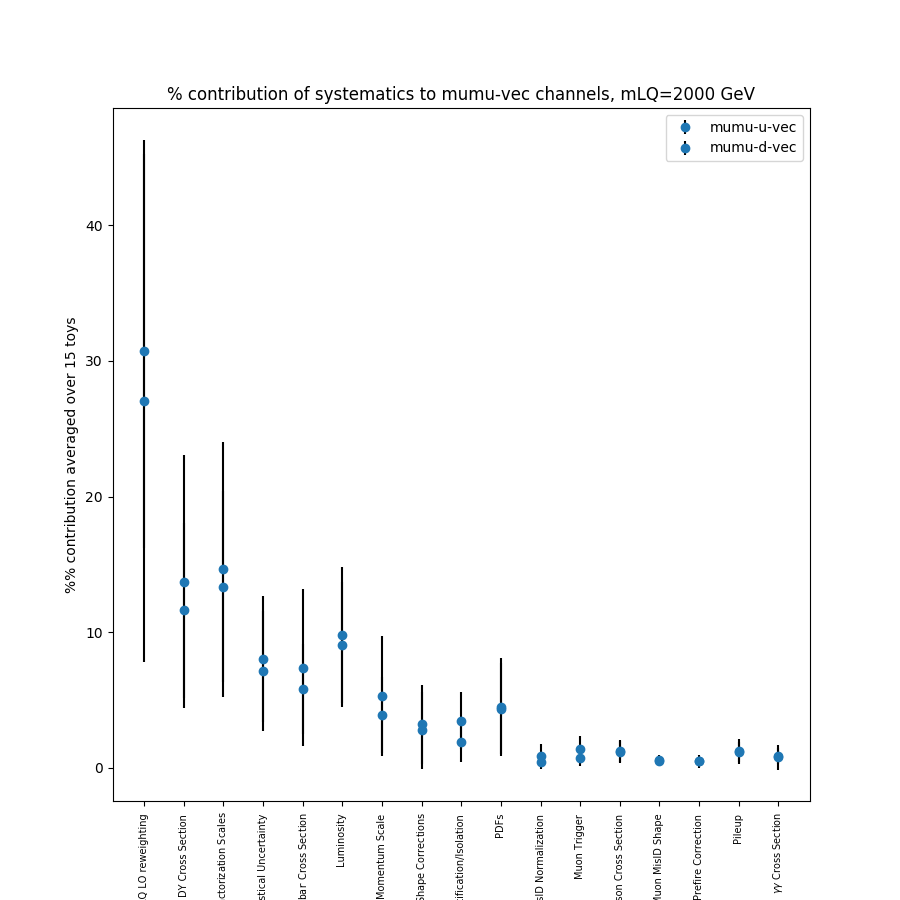 % contribution of systematics to mumu-vec channels, mLQ=2000 GeV
mumu-u-vec
mumu-d-vec
%% contribution averaged over 15 toys
40
30
20
10
0
Q LO reweighting
DY Cross Section
ctorization Scales
stical Uncertainty
bar Cross Section
Luminosity
Momentum Scale
Shape Corrections
tification/Isolation
PDFs
sID Normalization
Muon Trigger
son Cross Section
Muon MisID Shape
Prefire Correction
Pileup
γγ Cross Section